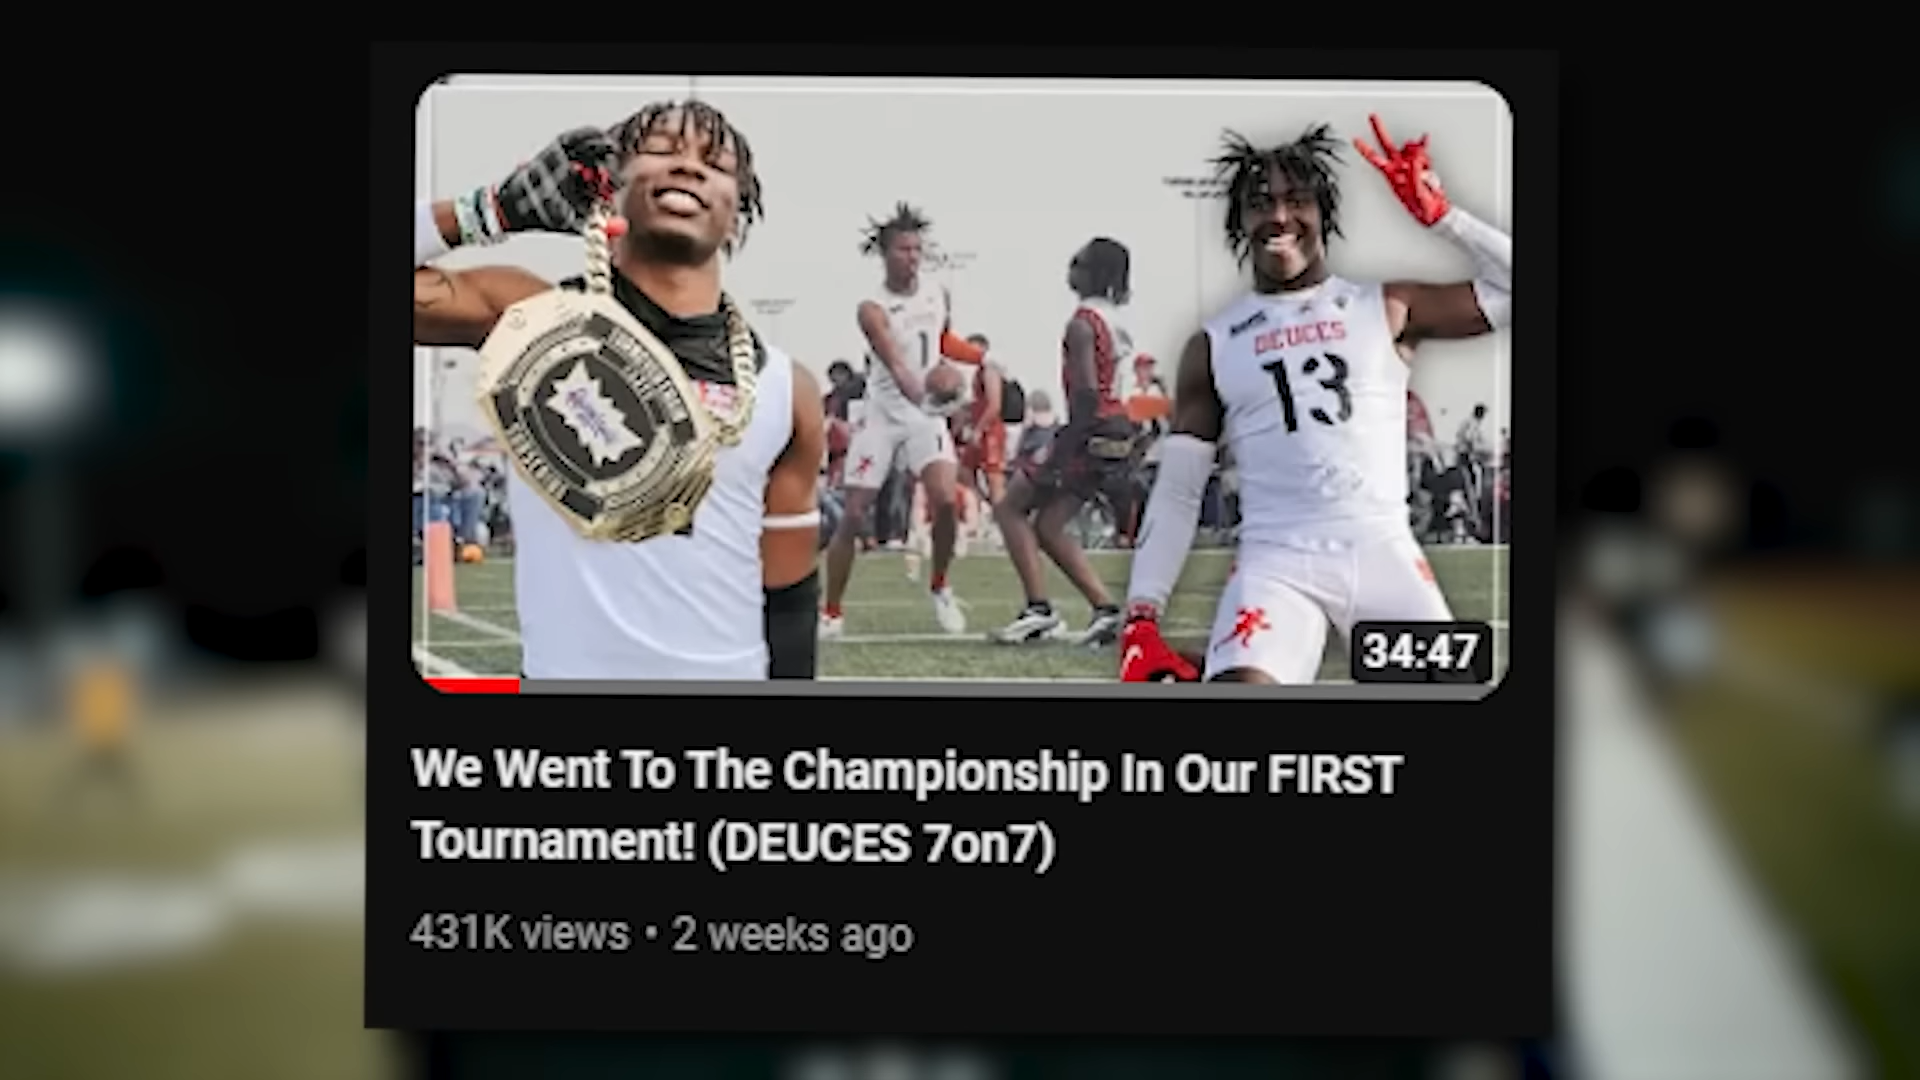 DEUCES
13
1
34:47
We Went To The Championship In Our FIRST
Tournament! (DEUCES 7on7)
431K views • 2 weeks ago